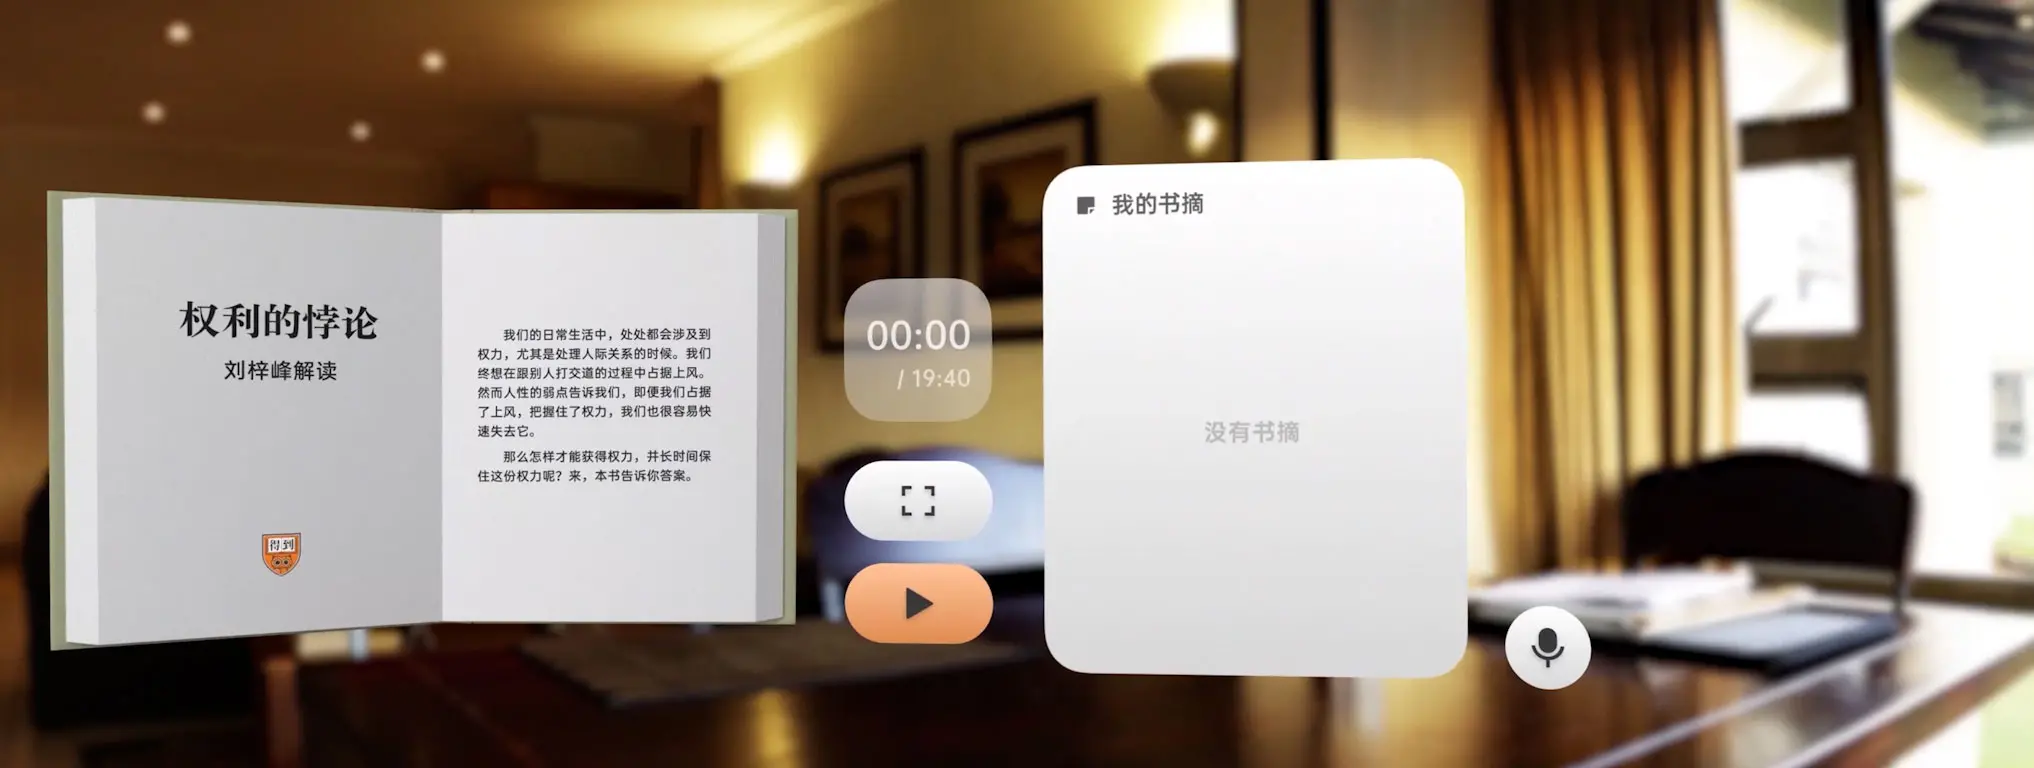 权利的悖论
刘梓峰解读
得到
我们的日常生活中，处处都会涉及到
权力，尤其是处理人际关系的时候。我们
终想在跟别人打交道的过程中占据上风。
然而人性的弱点告诉我们，即便我们占据
了上风，把握住了权力，我们也很容易快
速失去它。
那么怎样才能获得权力，并长时间保
住这份权力呢？来，本书告诉你答案。
00:00
/ 19:40
我的书摘
没有书摘